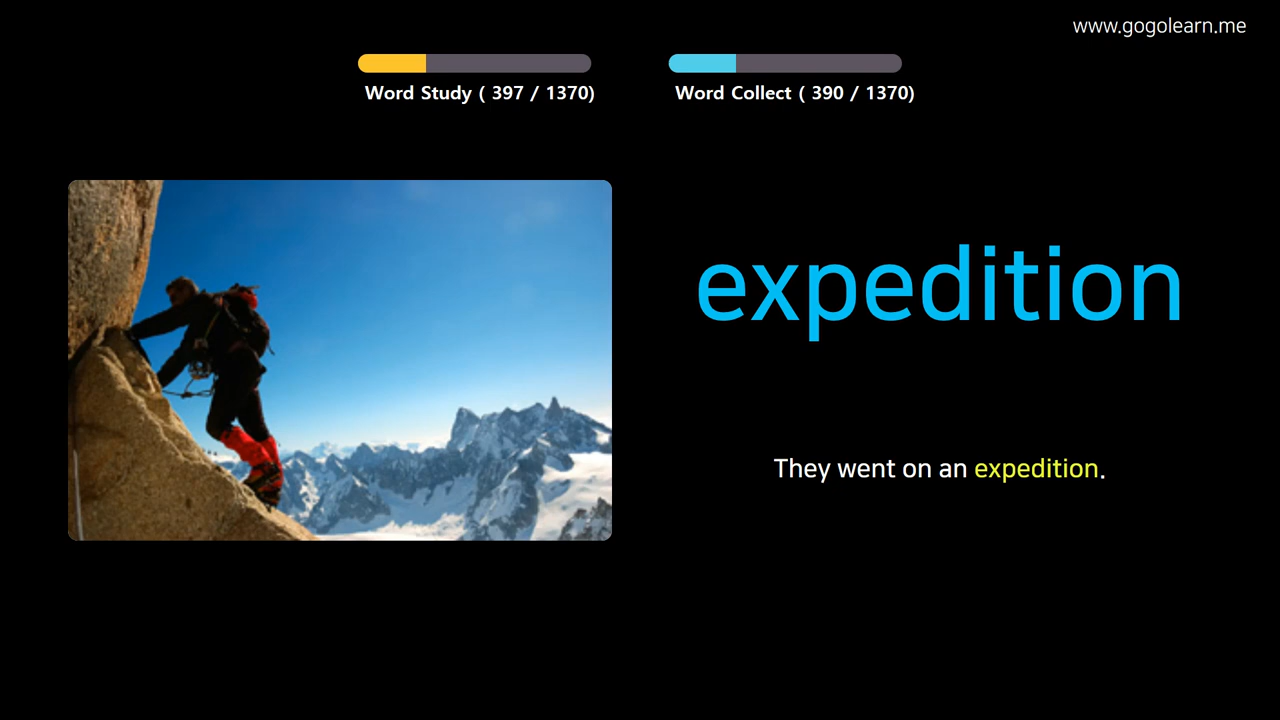 www.gogolearn.me
Word Study ( 397 / 1370)
Word Collect ( 390 / 1370)
expedition
They went on an expedition.